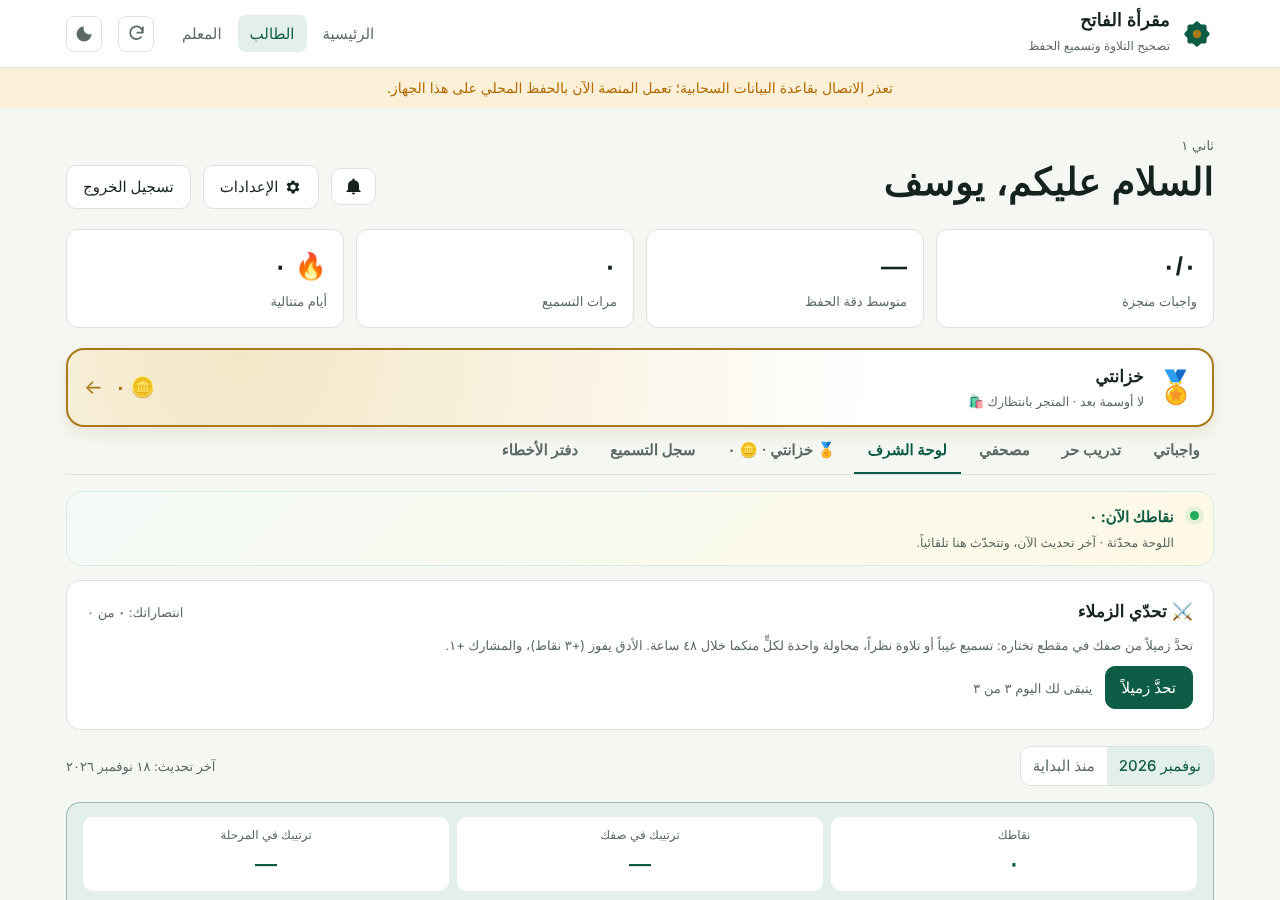 مقرأة الفاتح
تصحيح التلاوة وتسميع الحفظ
الرئيسية
الطالب
المعلم
تعذر الاتصال بقاعدة البيانات السحابية؛ تعمل المنصة الآن بالحفظ المحلي على هذا الجهاز.
ثاني ١
السلام عليكم، يوسف
الإعدادات
تسجيل الخروج
٠/٠
واجبات منجزة
—
متوسط دقة الحفظ
٠
مرات التسميع
🔥 ٠
أيام متتالية
🏅 خزانتي
لا أوسمة بعد · المتجر بانتظارك 🛍️
🪙 ٠ ←
واجباتي
تدريب حر
مصحفي
لوحة الشرف
🏅 خزانتي · 🪙 ٠
سجل التسميع
دفتر الأخطاء
نقاطك الآن: ٠
اللوحة محدّثة · آخر تحديث الآن، وتتحدّث هنا تلقائياً.
⚔️ تحدّي الزملاء
انتصاراتك: ٠ من ٠
تحدَّ زميلاً من صفك في مقطع تختاره: تسميع غيباً أو تلاوة نظراً، محاولة واحدة لكلٍّ منكما خلال ٤٨ ساعة. الأدق يفوز (+٣ نقاط)، والمشارك +١.
تحدَّ زميلاً
يتبقى لك اليوم ٣ من ٣
نوفمبر 2026
منذ البداية
آخر تحديث: ١٨ نوفمبر ٢٠٢٦
نقاطك
٠
ترتيبك في صفك
—
ترتيبك في المرحلة
—